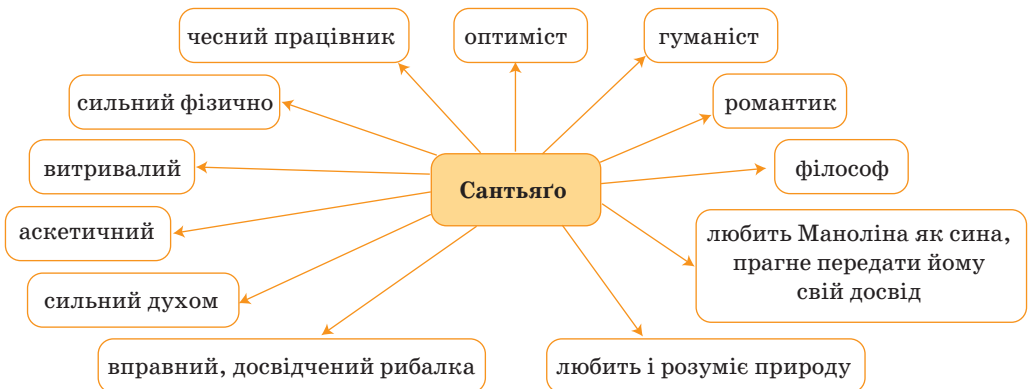 чесний працівник
оптиміст
гуманіст
сильний фізично
романтик
витривалий
філософ
Сантьяґо
аскетичний
любить Маноліна як сина,
прагне передати йому
свій досвід
сильний духом
вправний, досвідчений рибалка
любить і розуміє природу